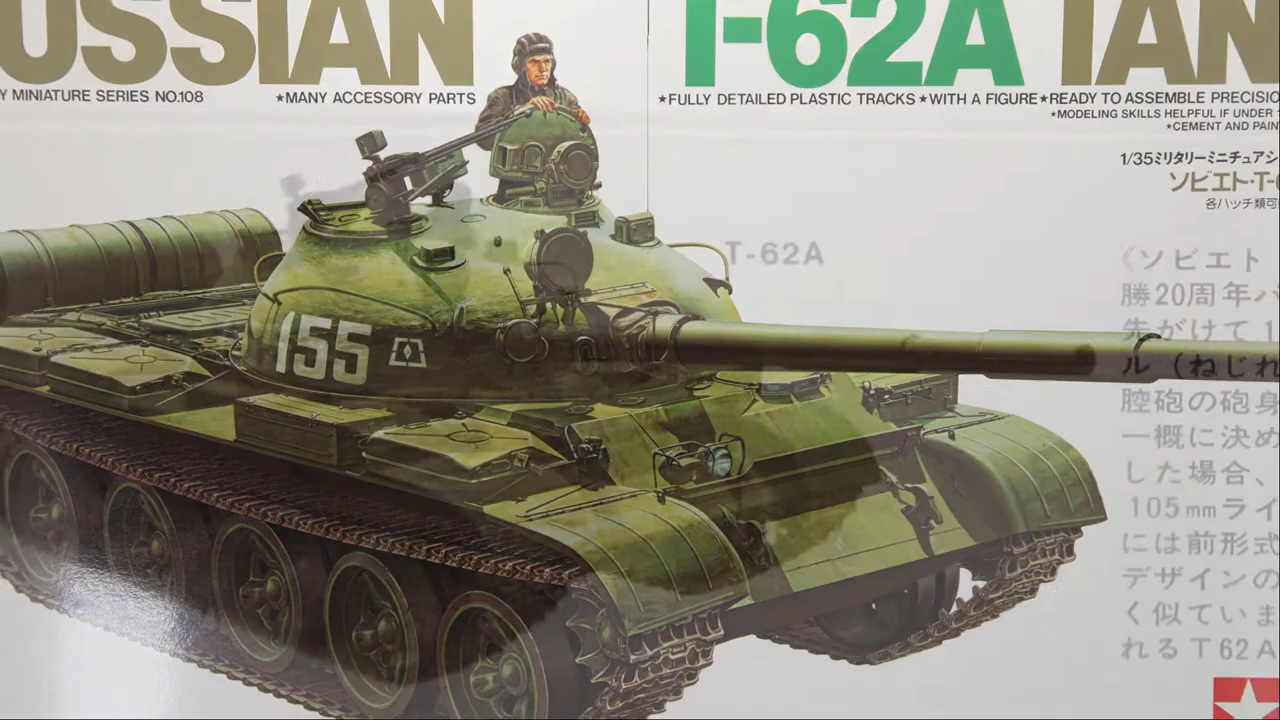 USSIAN T-62A TAN
Y MINIATURE SERIES NO.108 ★MANY ACCESSORY PARTS ★FULLY DETAILED PLASTIC TRACKS ★WITH A FIGURE ★READY TO ASSEMBLE PRECISIO
★MODELING SKILLS HELPFUL IF UNDER
★CEMENT AND PAIN
1/35ミリタリーミニチュアシ
ソビエト・T-6
各ハッチ類可
T-62A
155
《ソビエト
勝20周年パ
先がけて1
ル（ねじれ
腔砲の砲身
一概に決め
した場合、
105mmライ
には前形式
デザインの
く似ていま
れるT62A